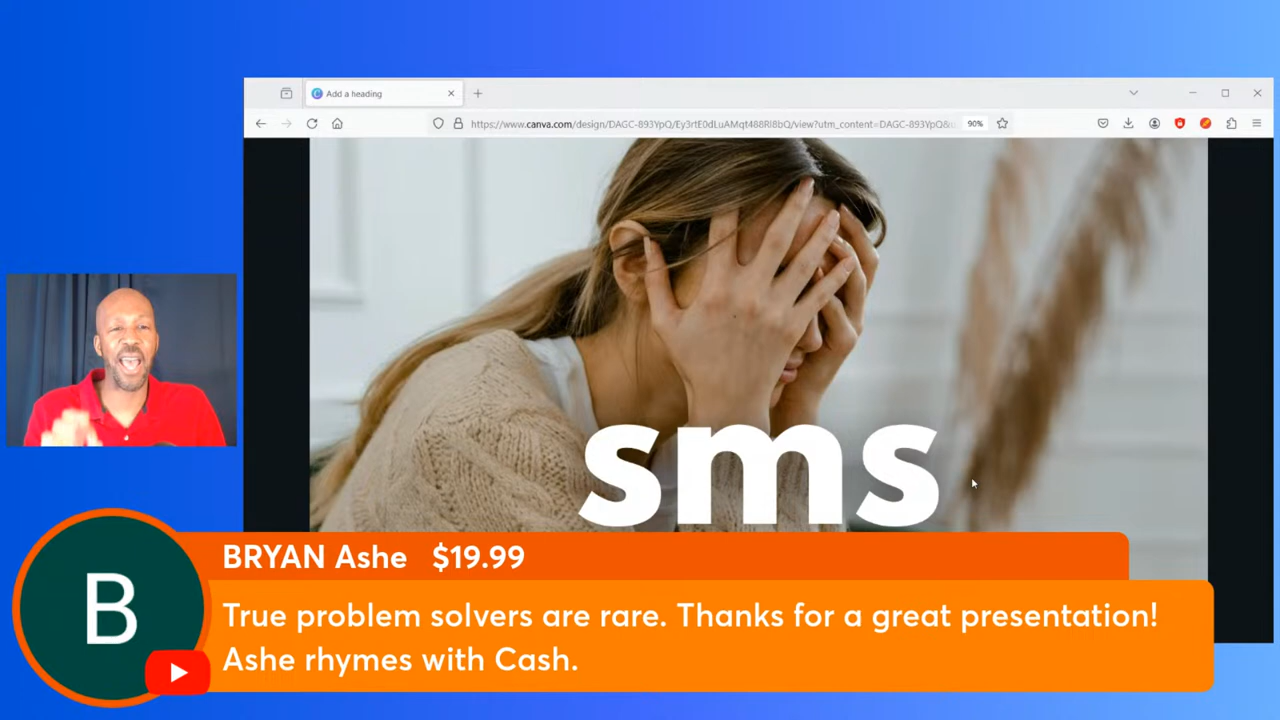 Add a heading
https://www.canva.com/design/DAGC-893YpQ/Ey3rtE0dLuAMqt488Rl8bQ/view?utm_content=DAGC-893YpQ&
90%
sms
BRYAN Ashe $19.99
B
True problem solvers are rare. Thanks for a great presentation!
Ashe rhymes with Cash.